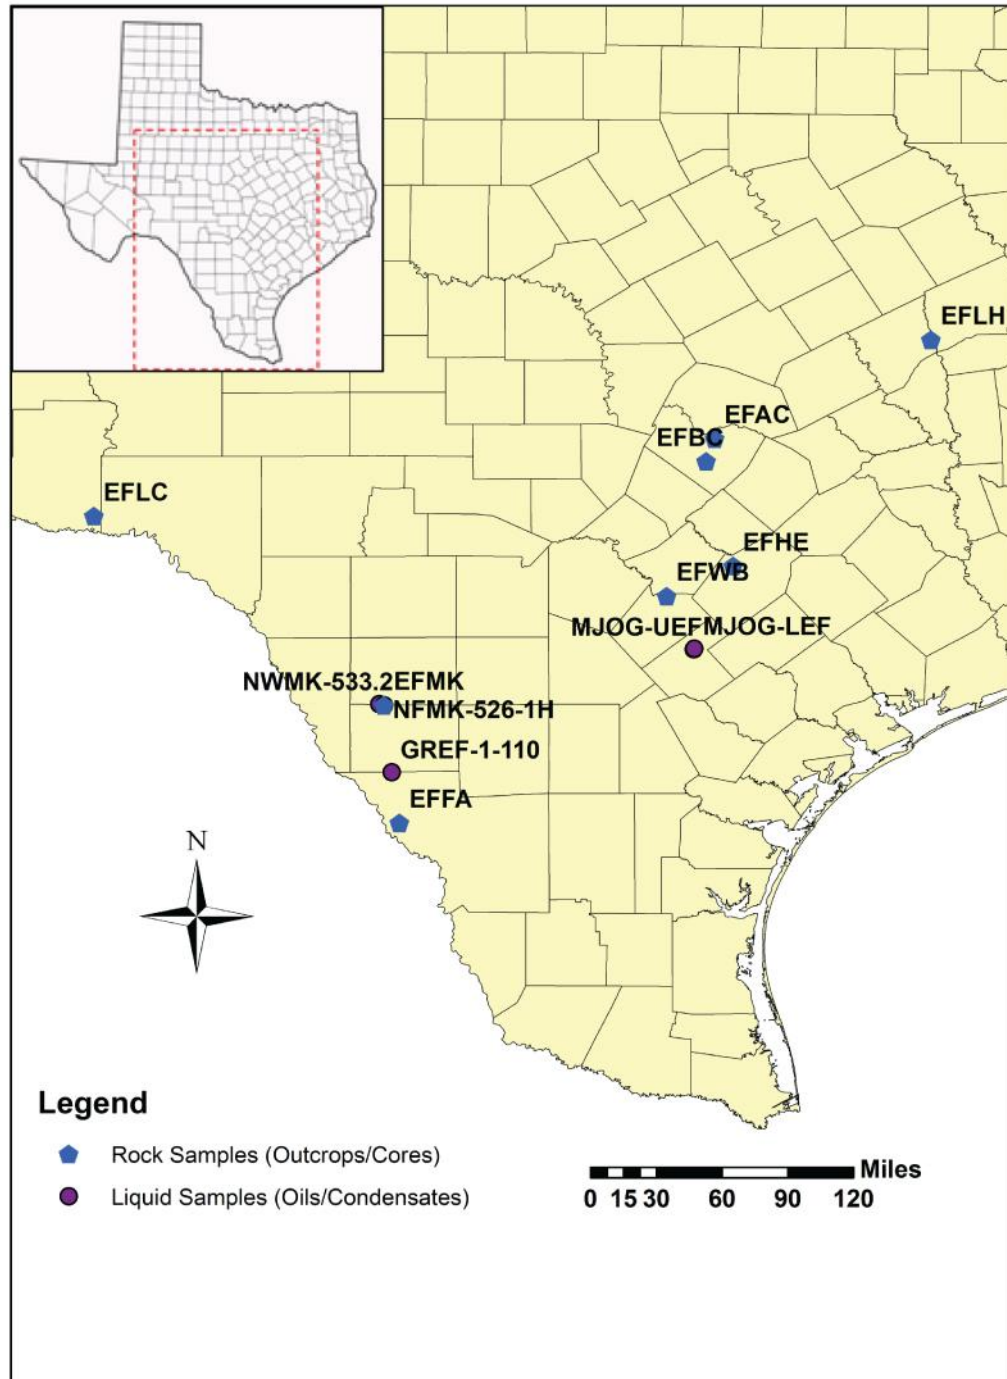 EFLH
EFAC
EFBC
EFLC
EFHE
EFWB
MJOG-UEFMJOG-LEF
NWMK-533.2EFMK
NFMK-526-1H
GREF-1-110
EFFA
N
Legend
Rock Samples (Outcrops/Cores)
Liquid Samples (Oils/Condensates)
Miles
0 15 30 60 90 120